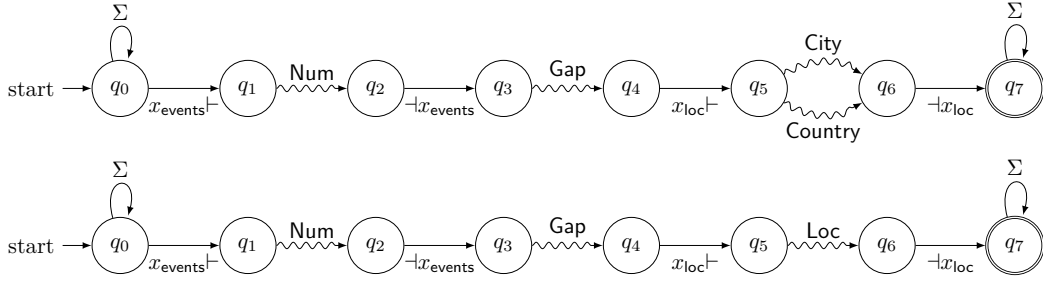 Σ Σ
start q0 x_events⊢ q1 Num q2 ⊣x_events q3 Gap q4 x_loc⊢ q5 City Country q6 ⊣x_loc q7
Σ Σ
start q0 x_events⊢ q1 Num q2 ⊣x_events q3 Gap q4 x_loc⊢ q5 Loc q6 ⊣x_loc q7